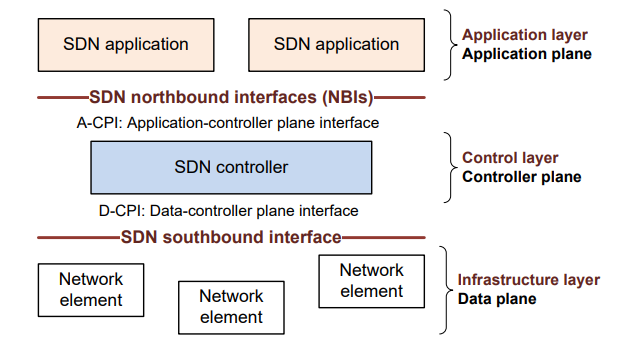 SDN application
SDN application
Application layer
Application plane
SDN northbound interfaces (NBIs)
A-CPI: Application-controller plane interface
SDN controller
Control layer
Controller plane
D-CPI: Data-controller plane interface
SDN southbound interface
Network
element
Network
element
Network
element
Infrastructure layer
Data plane